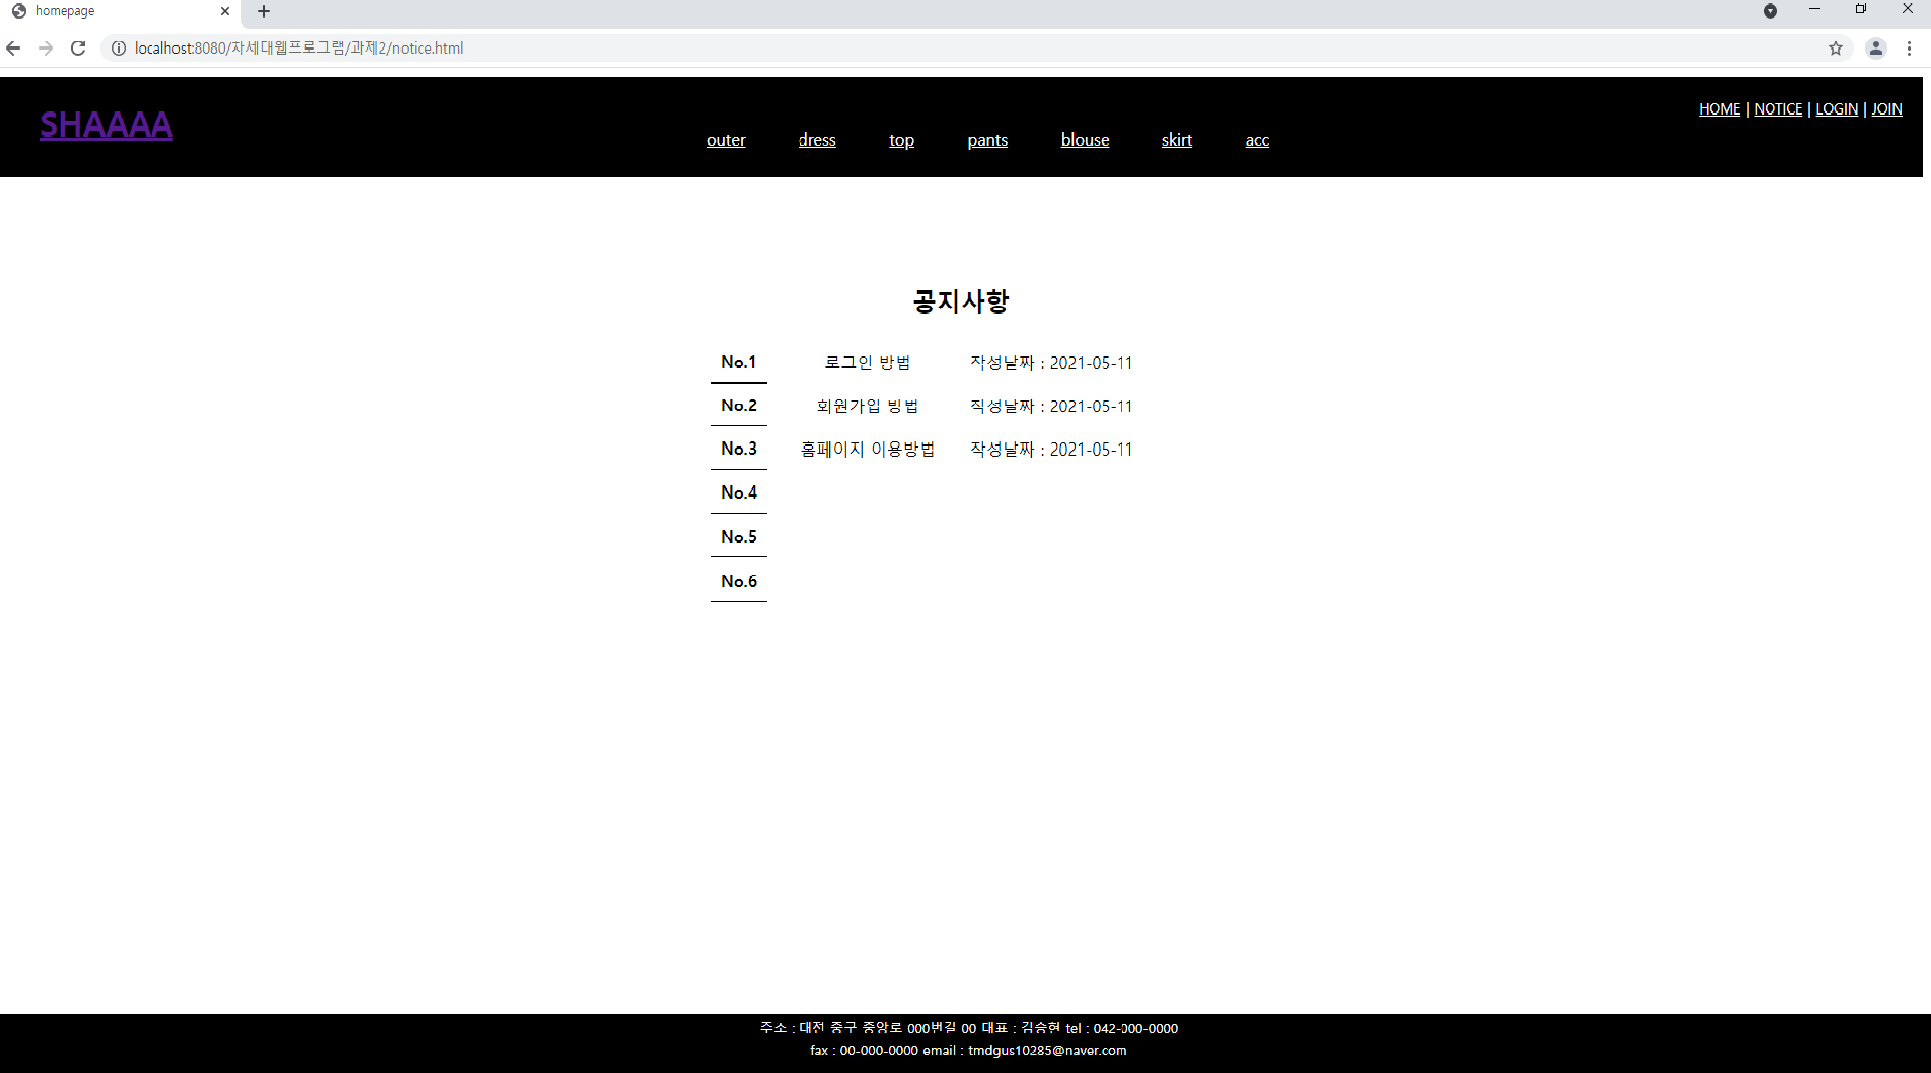 homepage
localhost:8080/차세대웹프로그램/과제2/notice.html
SHAAAA
HOME | NOTICE | LOGIN | JOIN
outer dress top pants blouse skirt acc
공지사항
No.1 로그인 방법 작성날짜 : 2021-05-11
No.2 회원가입 방법 작성날짜 : 2021-05-11
No.3 홈페이지 이용방법 작성날짜 : 2021-05-11
No.4
No.5
No.6
주소 : 대전 중구 중앙로 000번길 00 대표 : 김승현 tel : 042-000-0000
fax : 00-000-0000 email : tmdgus10285@naver.com